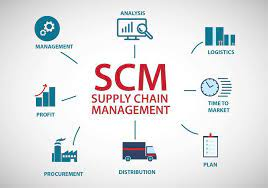 ANALYSIS
MANAGEMENT
LOGISTICS
SCM
SUPPLY CHAIN
MANAGEMENT
PROFIT
TIME TO
MARKET
PROCUREMENT
DISTRIBUTION
PLAN